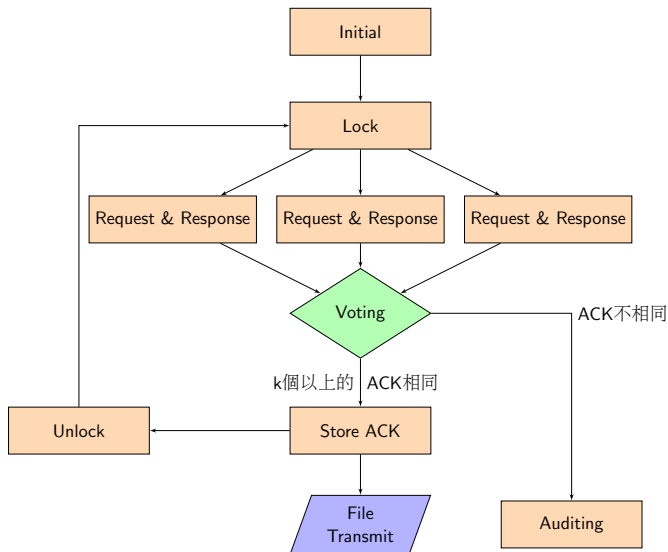 Initial
Lock
Request & Response
Request & Response
Request & Response
Voting
ACK不相同
k個以上的
ACK相同
Unlock
Store ACK
File
Transmit
Auditing